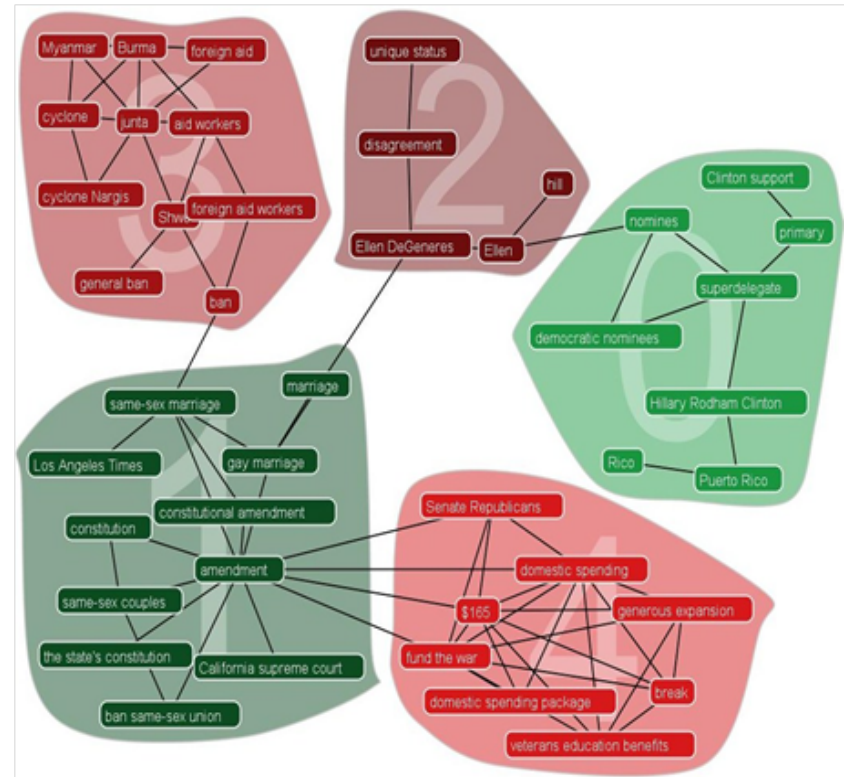 3
Myanmar
Burma
foreign aid
cyclone
junta
aid workers
cyclone Nargis
foreign aid workers
general ban
ban
2
unique status
disagreement
hill
Ellen DeGeneres
Ellen
0
Clinton support
nomines
primary
superdelegate
democratic nominees
Hillary Rodham Clinton
Rico
Puerto Rico
1
marriage
same-sex marriage
Los Angeles Times
gay marriage
constitutional amendment
constitution
amendment
same-sex couples
the state's constitution
California supreme court
ban same-sex union
4
Senate Republicans
domestic spending
$165
generous expansion
fund the war
break
domestic spending package
veterans education benefits